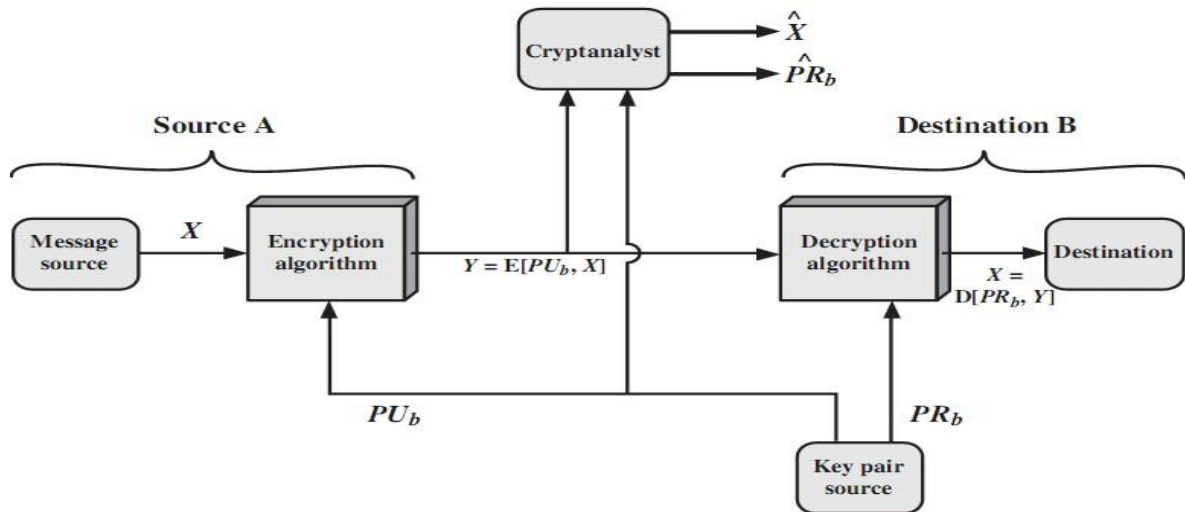 Cryptanalyst
X̂
P̂R_b
Source A
Destination B
Message
source
X
Encryption
algorithm
Y = E[PU_b, X]
Decryption
algorithm
X =
D[PR_b, Y]
Destination
PU_b
PR_b
Key pair
source